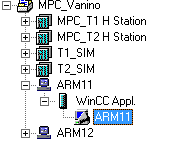 MPC_Vanino
MPC_T1 H Station
MPC_T2 H Station
T1_SIM
T2_SIM
ARM11
WinCC Appl.
ARM11
ARM12